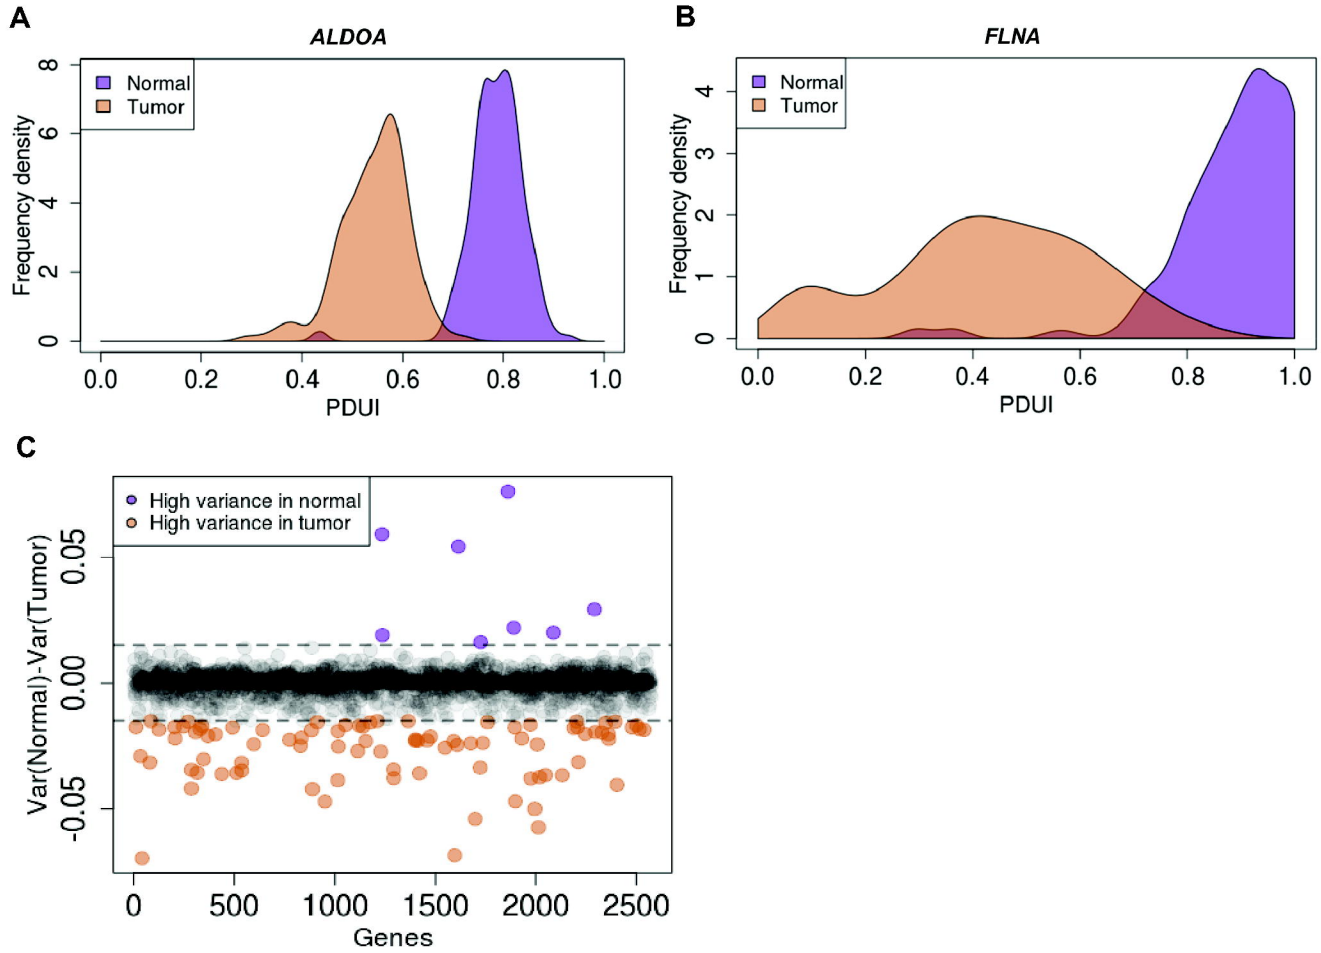 A
ALDOA
Normal
Tumor
Frequency density
8
6
4
2
0
0.0 0.2 0.4 0.6 0.8 1.0
PDUI
B
FLNA
Normal
Tumor
Frequency density
4
3
2
1
0
0.0 0.2 0.4 0.6 0.8 1.0
PDUI
C
High variance in normal
High variance in tumor
Var(Normal)-Var(Tumor)
0.05
0.00
-0.05
0 500 1000 1500 2000 2500
Genes